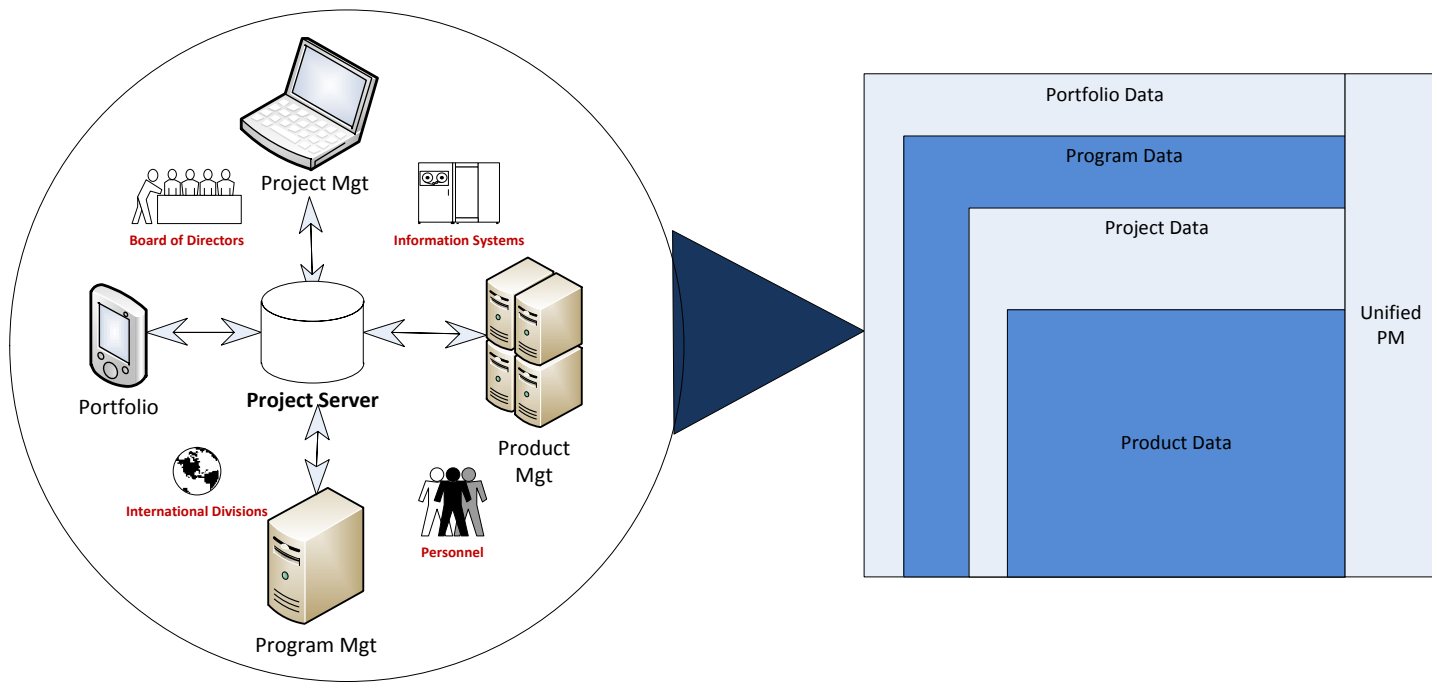 Project Mgt
Board of Directors
Information Systems
Portfolio
Project Server
Product
Mgt
International Divisions
Personnel
Program Mgt
Portfolio Data
Program Data
Project Data
Product Data
Unified
PM